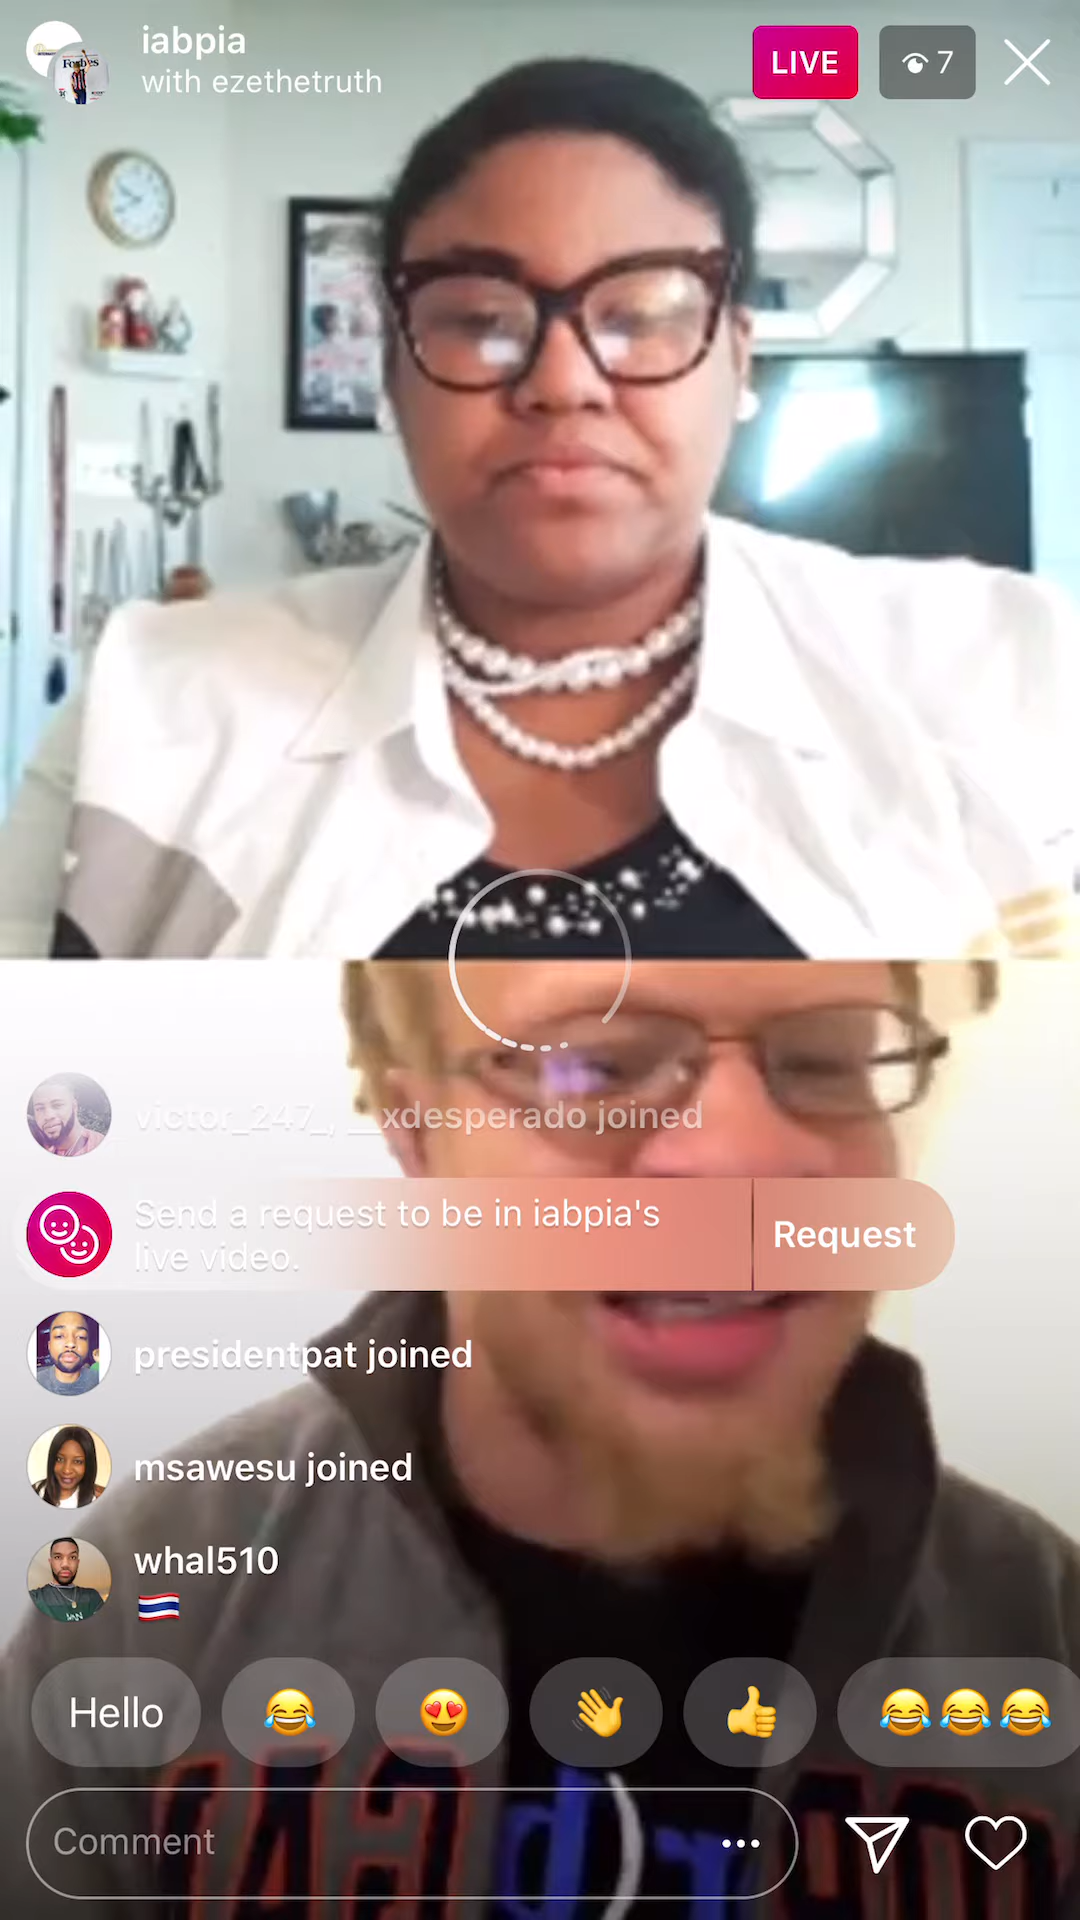 iabpia
with ezethetruth
LIVE
7
Forbes
victor_247_, __xdesperado joined
Send a request to be in iabpia's
live video.
Request
presidentpat joined
msawesu joined
whal510
🇹🇭
Hello
😂
😍
👋
👍
😂😂😂
Comment